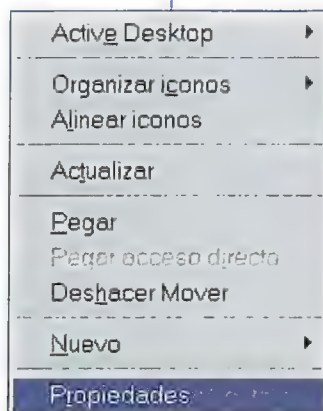 Active Desktop
Organizar iconos
Alinear iconos
Actualizar
Pegar
Pegar acceso directo
Deshacer Mover
Nuevo
Propiedades